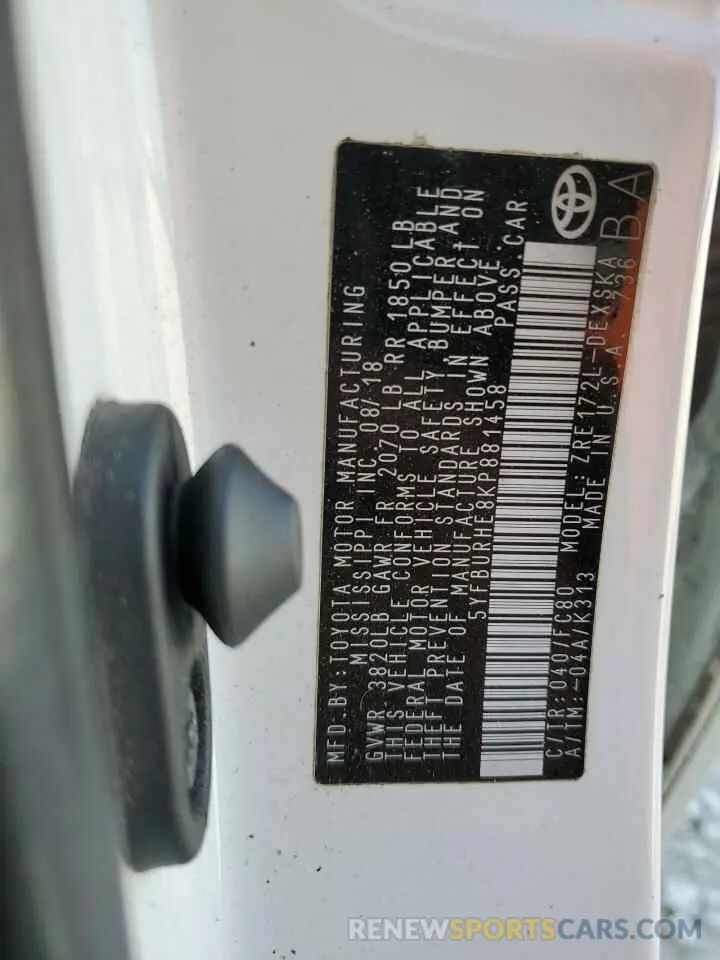 MFD.BY:TOYOTA MOTOR MANUFACTURING
MISSISSIPPI INC. 08/18
GVWR 3820LB GAWR FR 2070 LB RR 1850 LB
THIS VEHICLE CONFORMS TO ALL APPLICABLE
FEDERAL MOTOR VEHICLE SAFETY, BUMPER, AND
THEFT PREVENTION STANDARDS IN EFFECT ON
THE DATE OF MANUFACTURE SHOWN ABOVE.
5YFBURHE8KP881458 PASS.CAR
C/TR: 040/FC80 MODEL: ZRE172L-DEXSKA
A/TM: -04A/K313 MADE IN U.S.A. 736
BA
RENEWSPORTSCARS.COM